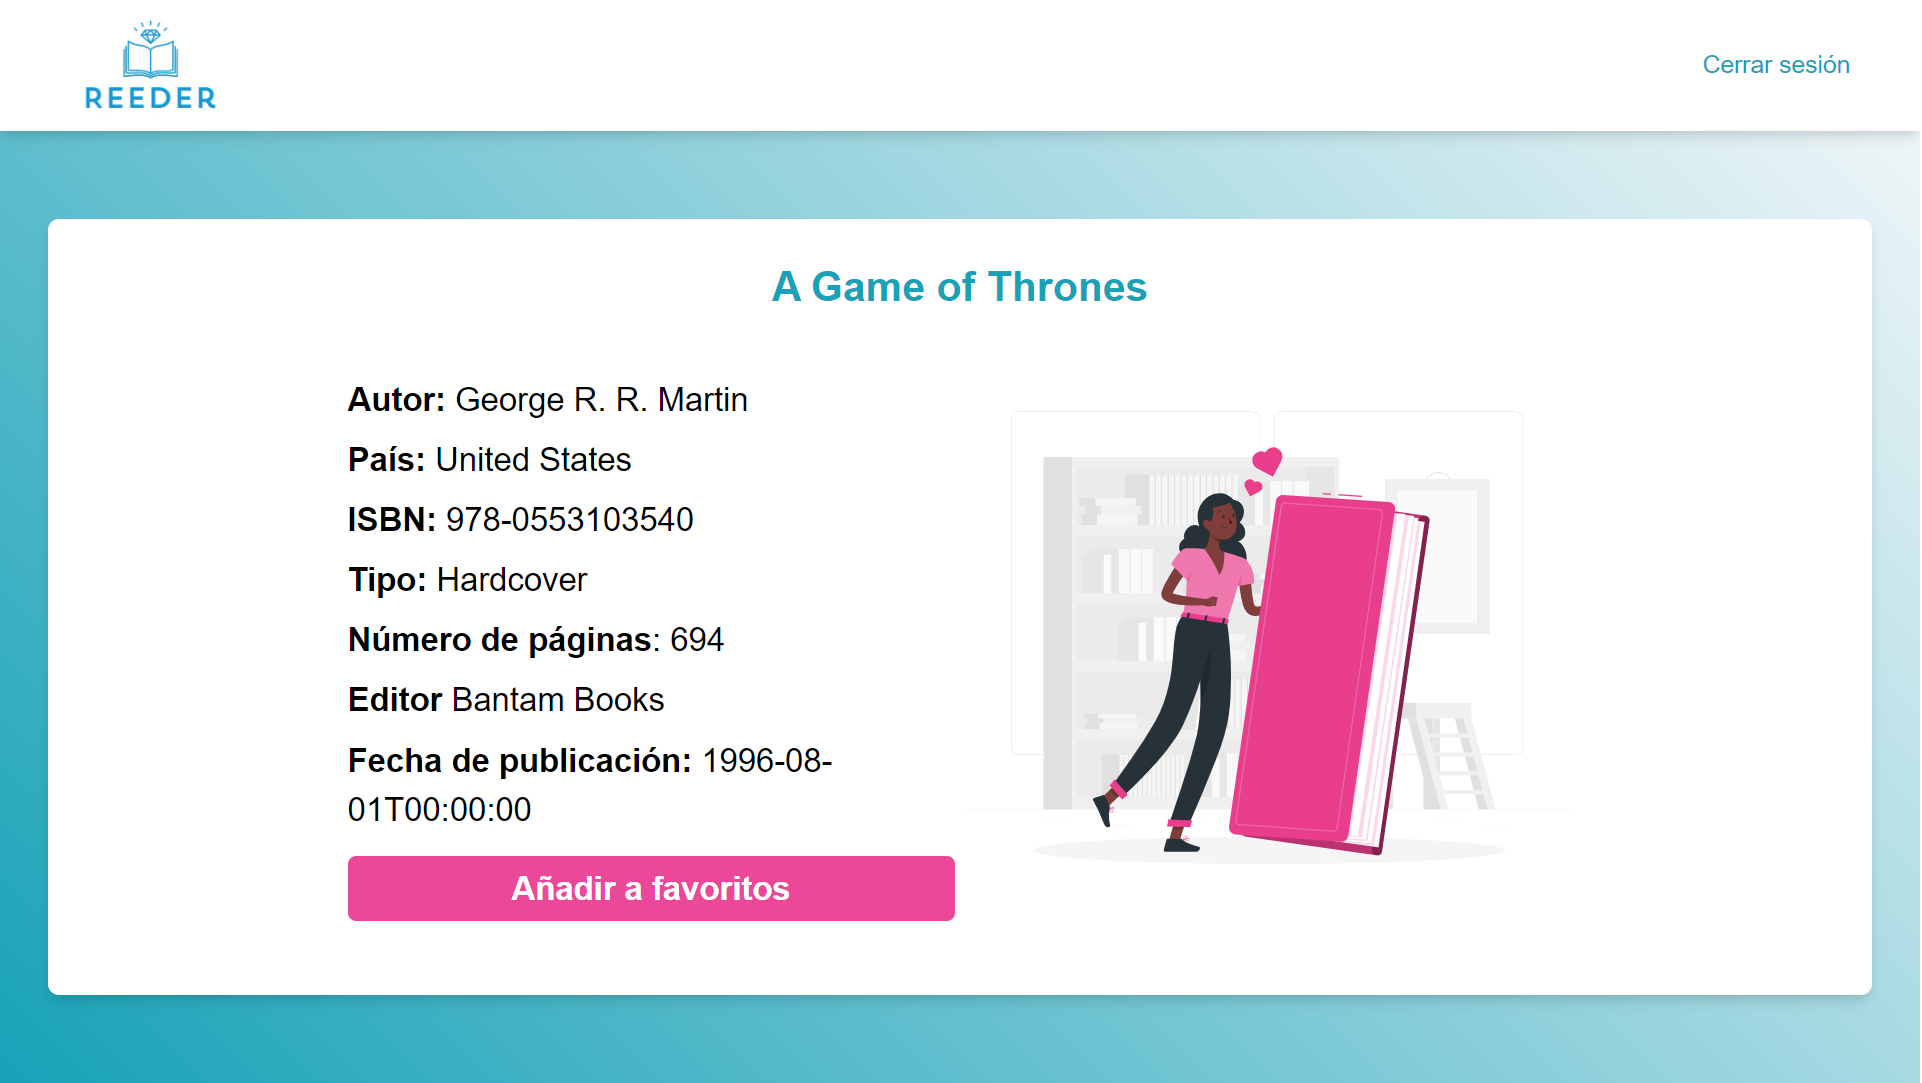 REEDER
Cerrar sesión
A Game of Thrones
Autor: George R. R. Martin
País: United States
ISBN: 978-0553103540
Tipo: Hardcover
Número de páginas: 694
Editor Bantam Books
Fecha de publicación: 1996-08-
01T00:00:00
Añadir a favoritos